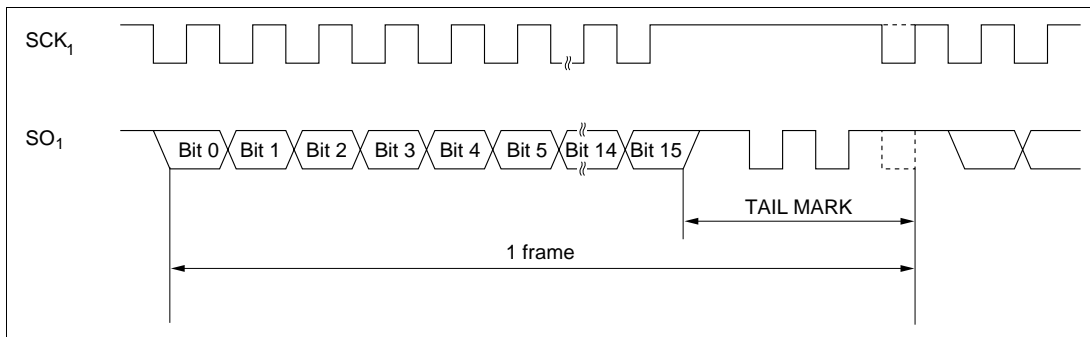 SCK1
SO1
Bit 0 Bit 1 Bit 2 Bit 3 Bit 4 Bit 5 Bit 14 Bit 15
TAIL MARK
1 frame